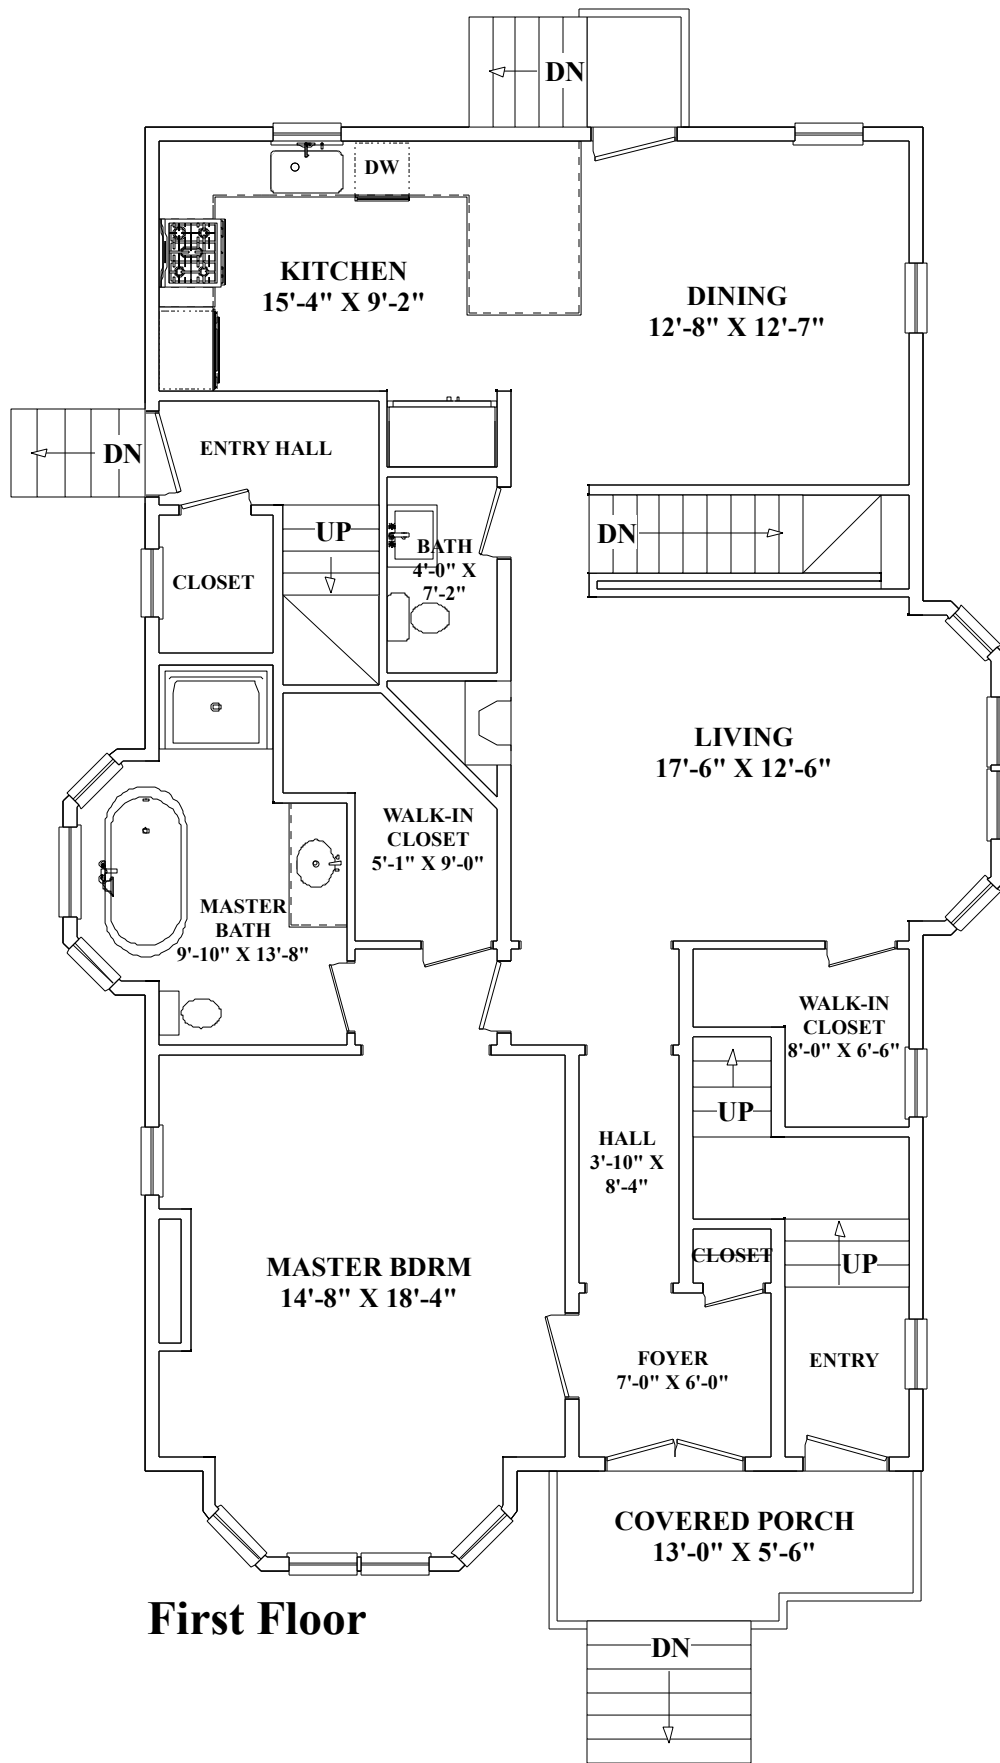 DN
DW
KITCHEN
15'-4" X 9'-2"
DINING
12'-8" X 12'-7"
DN
ENTRY HALL
UP
DN
BATH
4'-0" X
7'-2"
CLOSET
LIVING
17'-6" X 12'-6"
WALK-IN
CLOSET
5'-1" X 9'-0"
MASTER
BATH
9'-10" X 13'-8"
WALK-IN
CLOSET
8'-0" X 6'-6"
UP
HALL
3'-10" X
8'-4"
CLOSET
UP
MASTER BDRM
14'-8" X 18'-4"
FOYER
7'-0" X 6'-0"
ENTRY
COVERED PORCH
13'-0" X 5'-6"
First Floor
DN